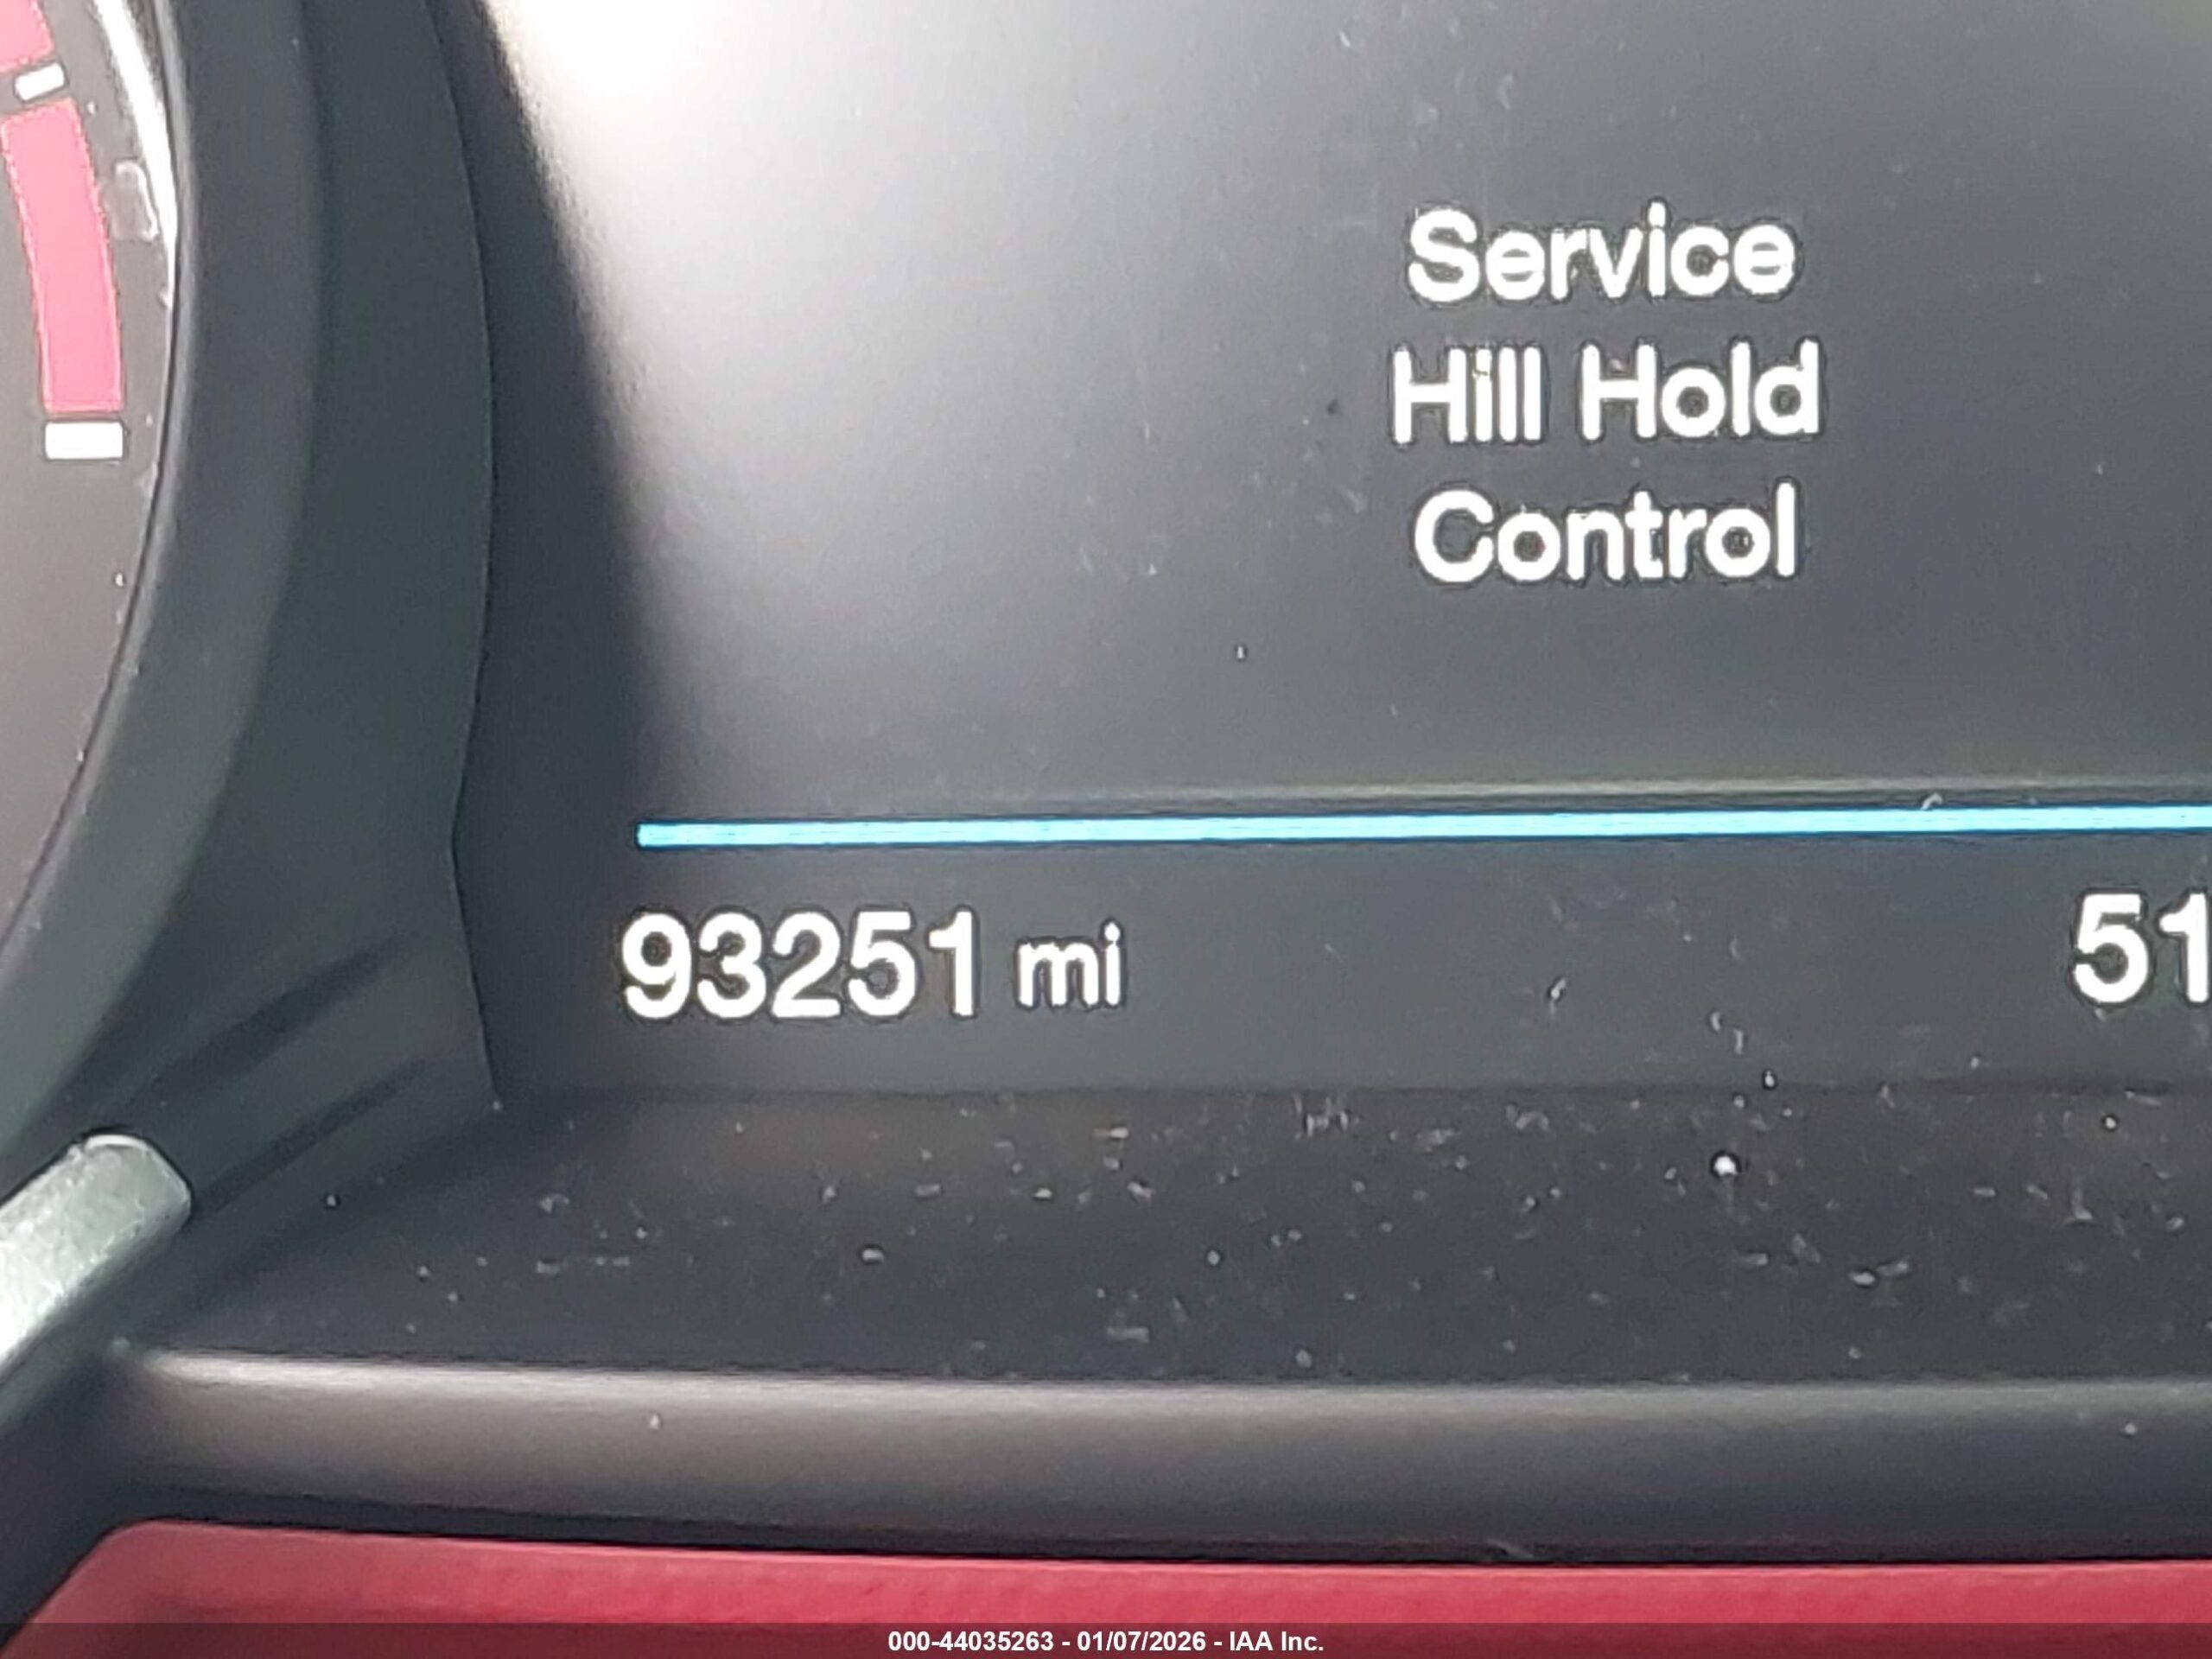 Service
Hill Hold
Control
93251 mi
51
000-44035263 - 01/07/2026 - IAA Inc.